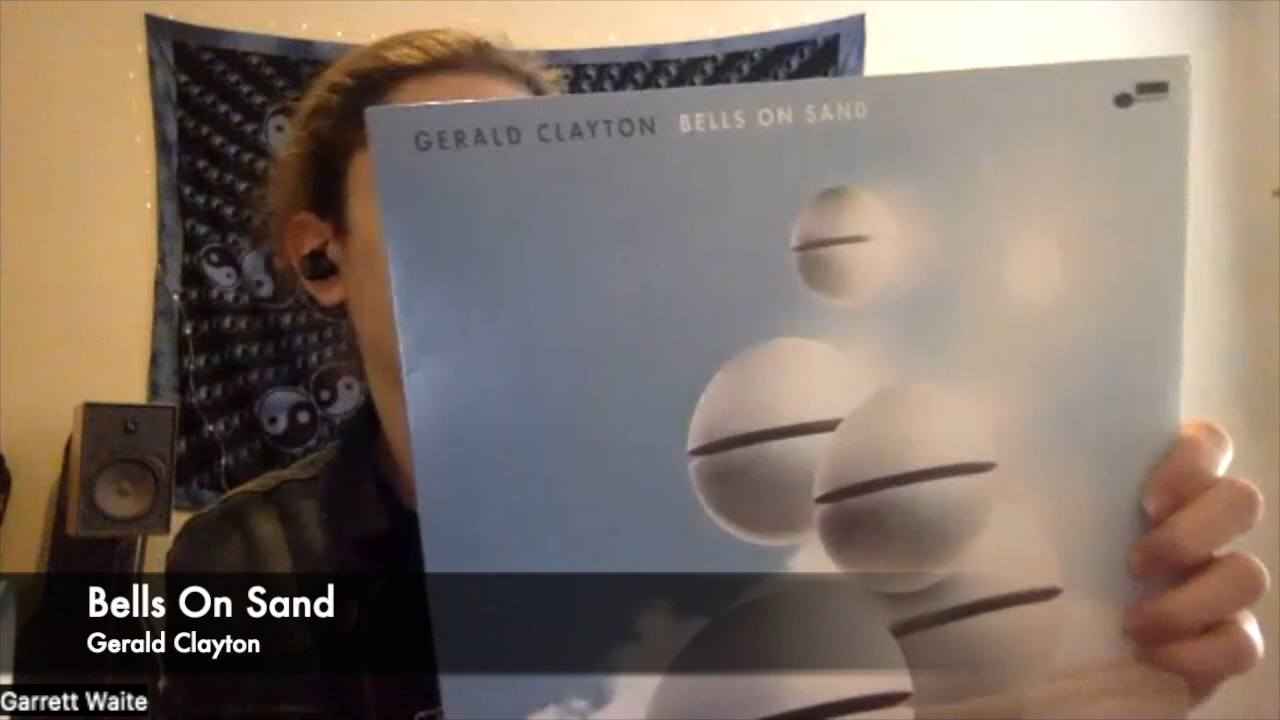 GERALD CLAYTON BELLS ON SAND
Bells On Sand
Gerald Clayton
Garrett Waite